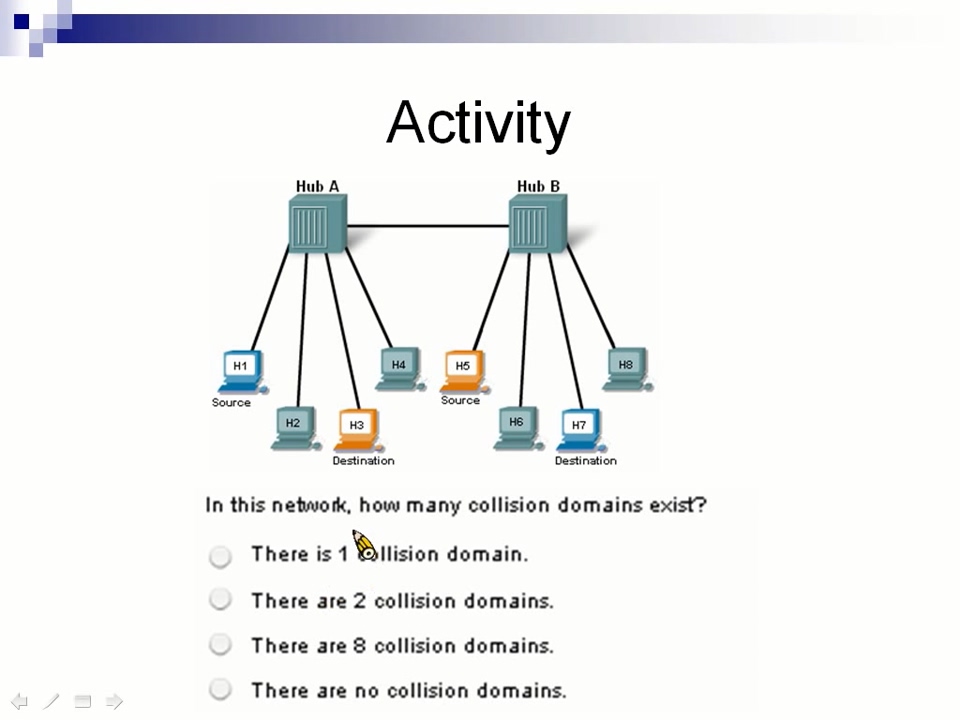 Activity
Hub A
Hub B
H1
H4
H5
H8
Source
Source
H2
H3
H6
H7
Destination
Destination
In this network, how many collision domains exist?
There is 1 collision domain.
There are 2 collision domains.
There are 8 collision domains.
There are no collision domains.